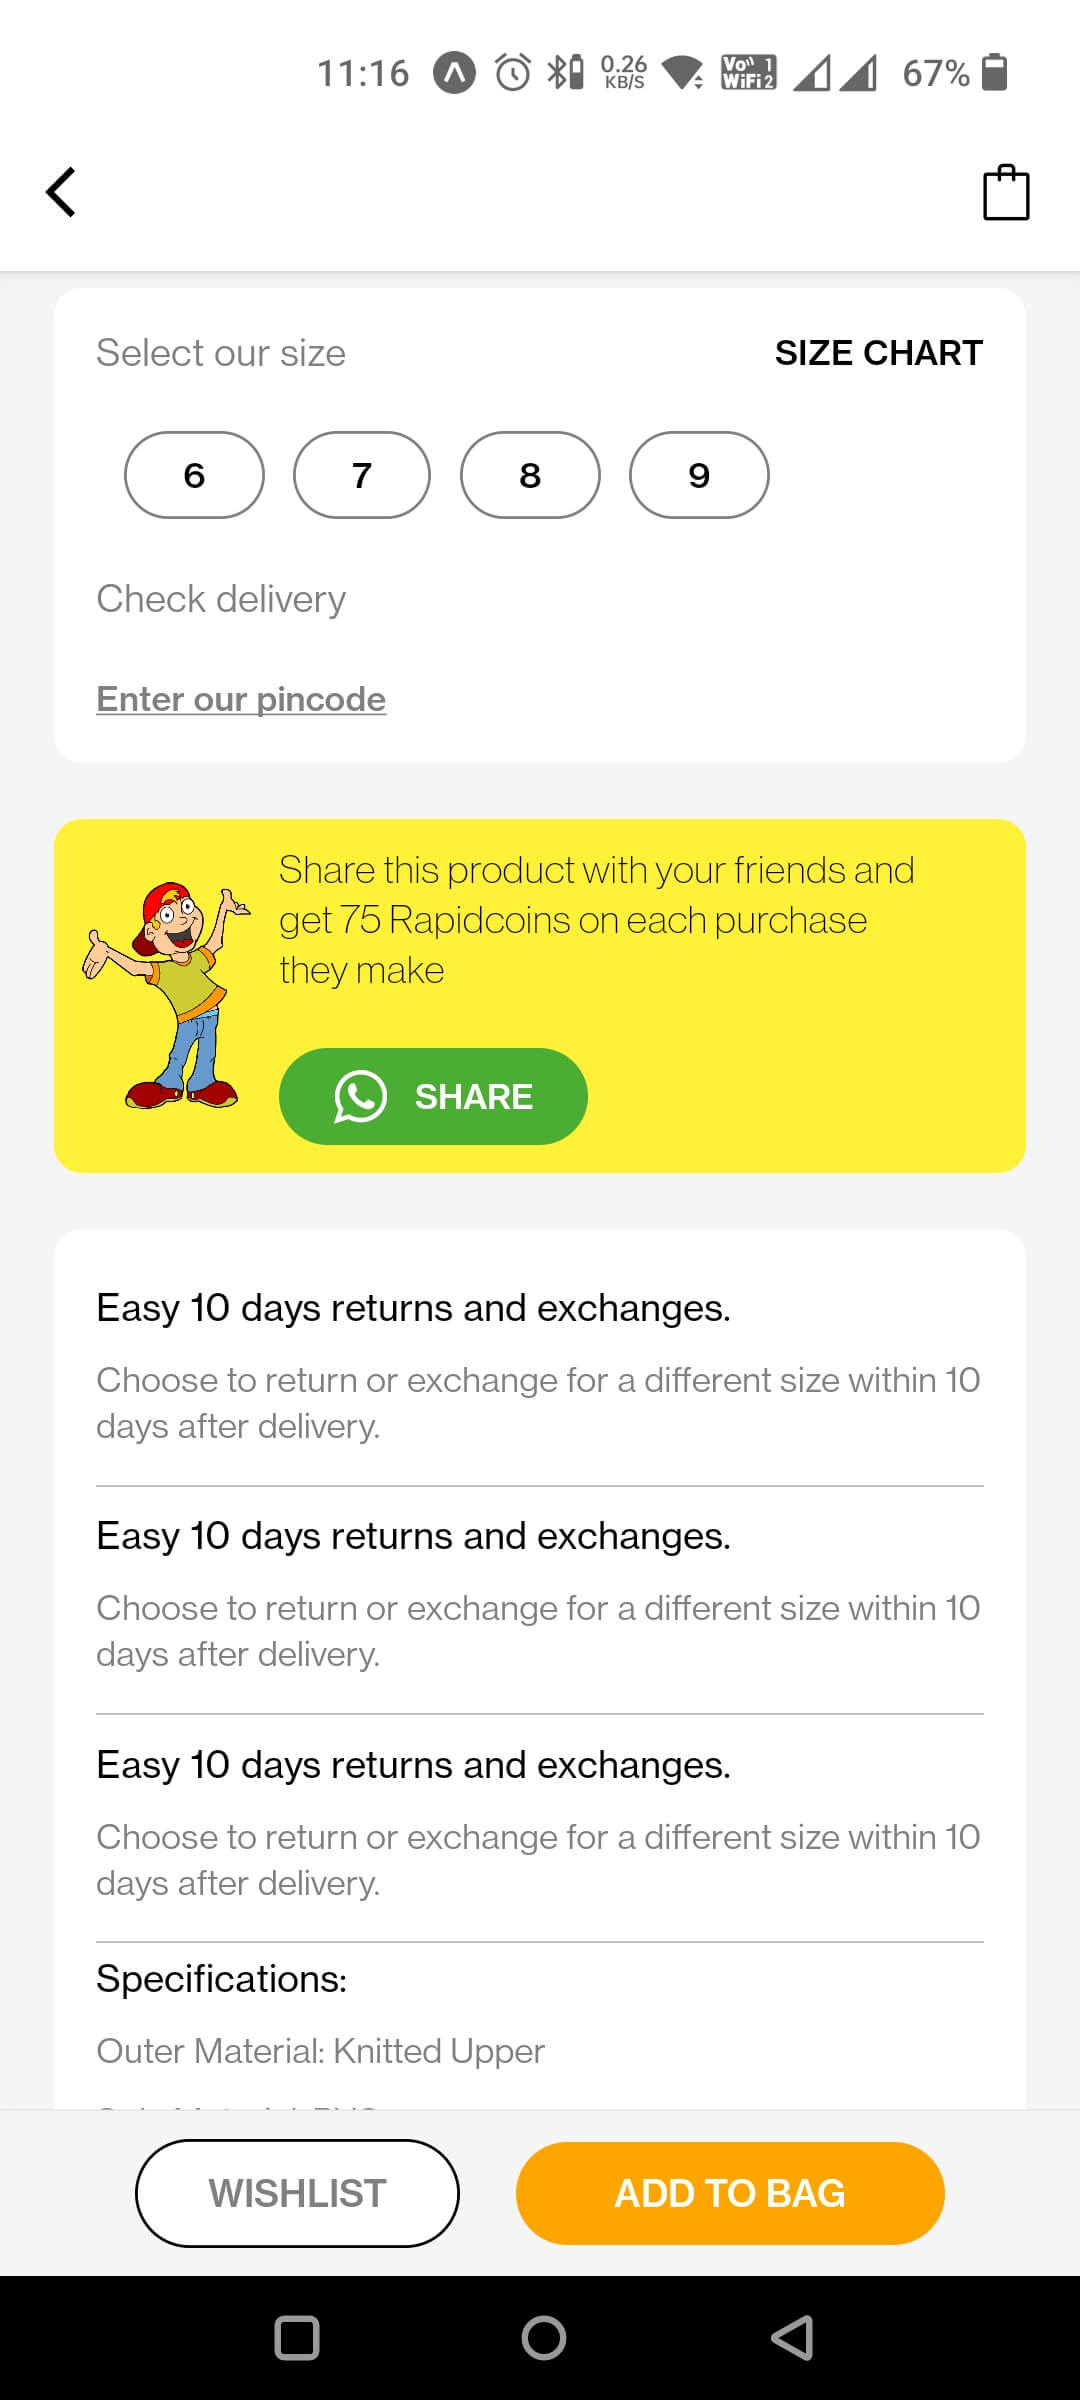 11:16
0.26
KB/S
Vo 1
WiFi 2
67%
Select our size
SIZE CHART
6 7 8 9
Check delivery
Enter our pincode
Share this product with your friends and
get 75 Rapidcoins on each purchase
they make
SHARE
Easy 10 days returns and exchanges.
Choose to return or exchange for a different size within 10
days after delivery.
Easy 10 days returns and exchanges.
Choose to return or exchange for a different size within 10
days after delivery.
Easy 10 days returns and exchanges.
Choose to return or exchange for a different size within 10
days after delivery.
Specifications:
Outer Material: Knitted Upper
WISHLIST
ADD TO BAG